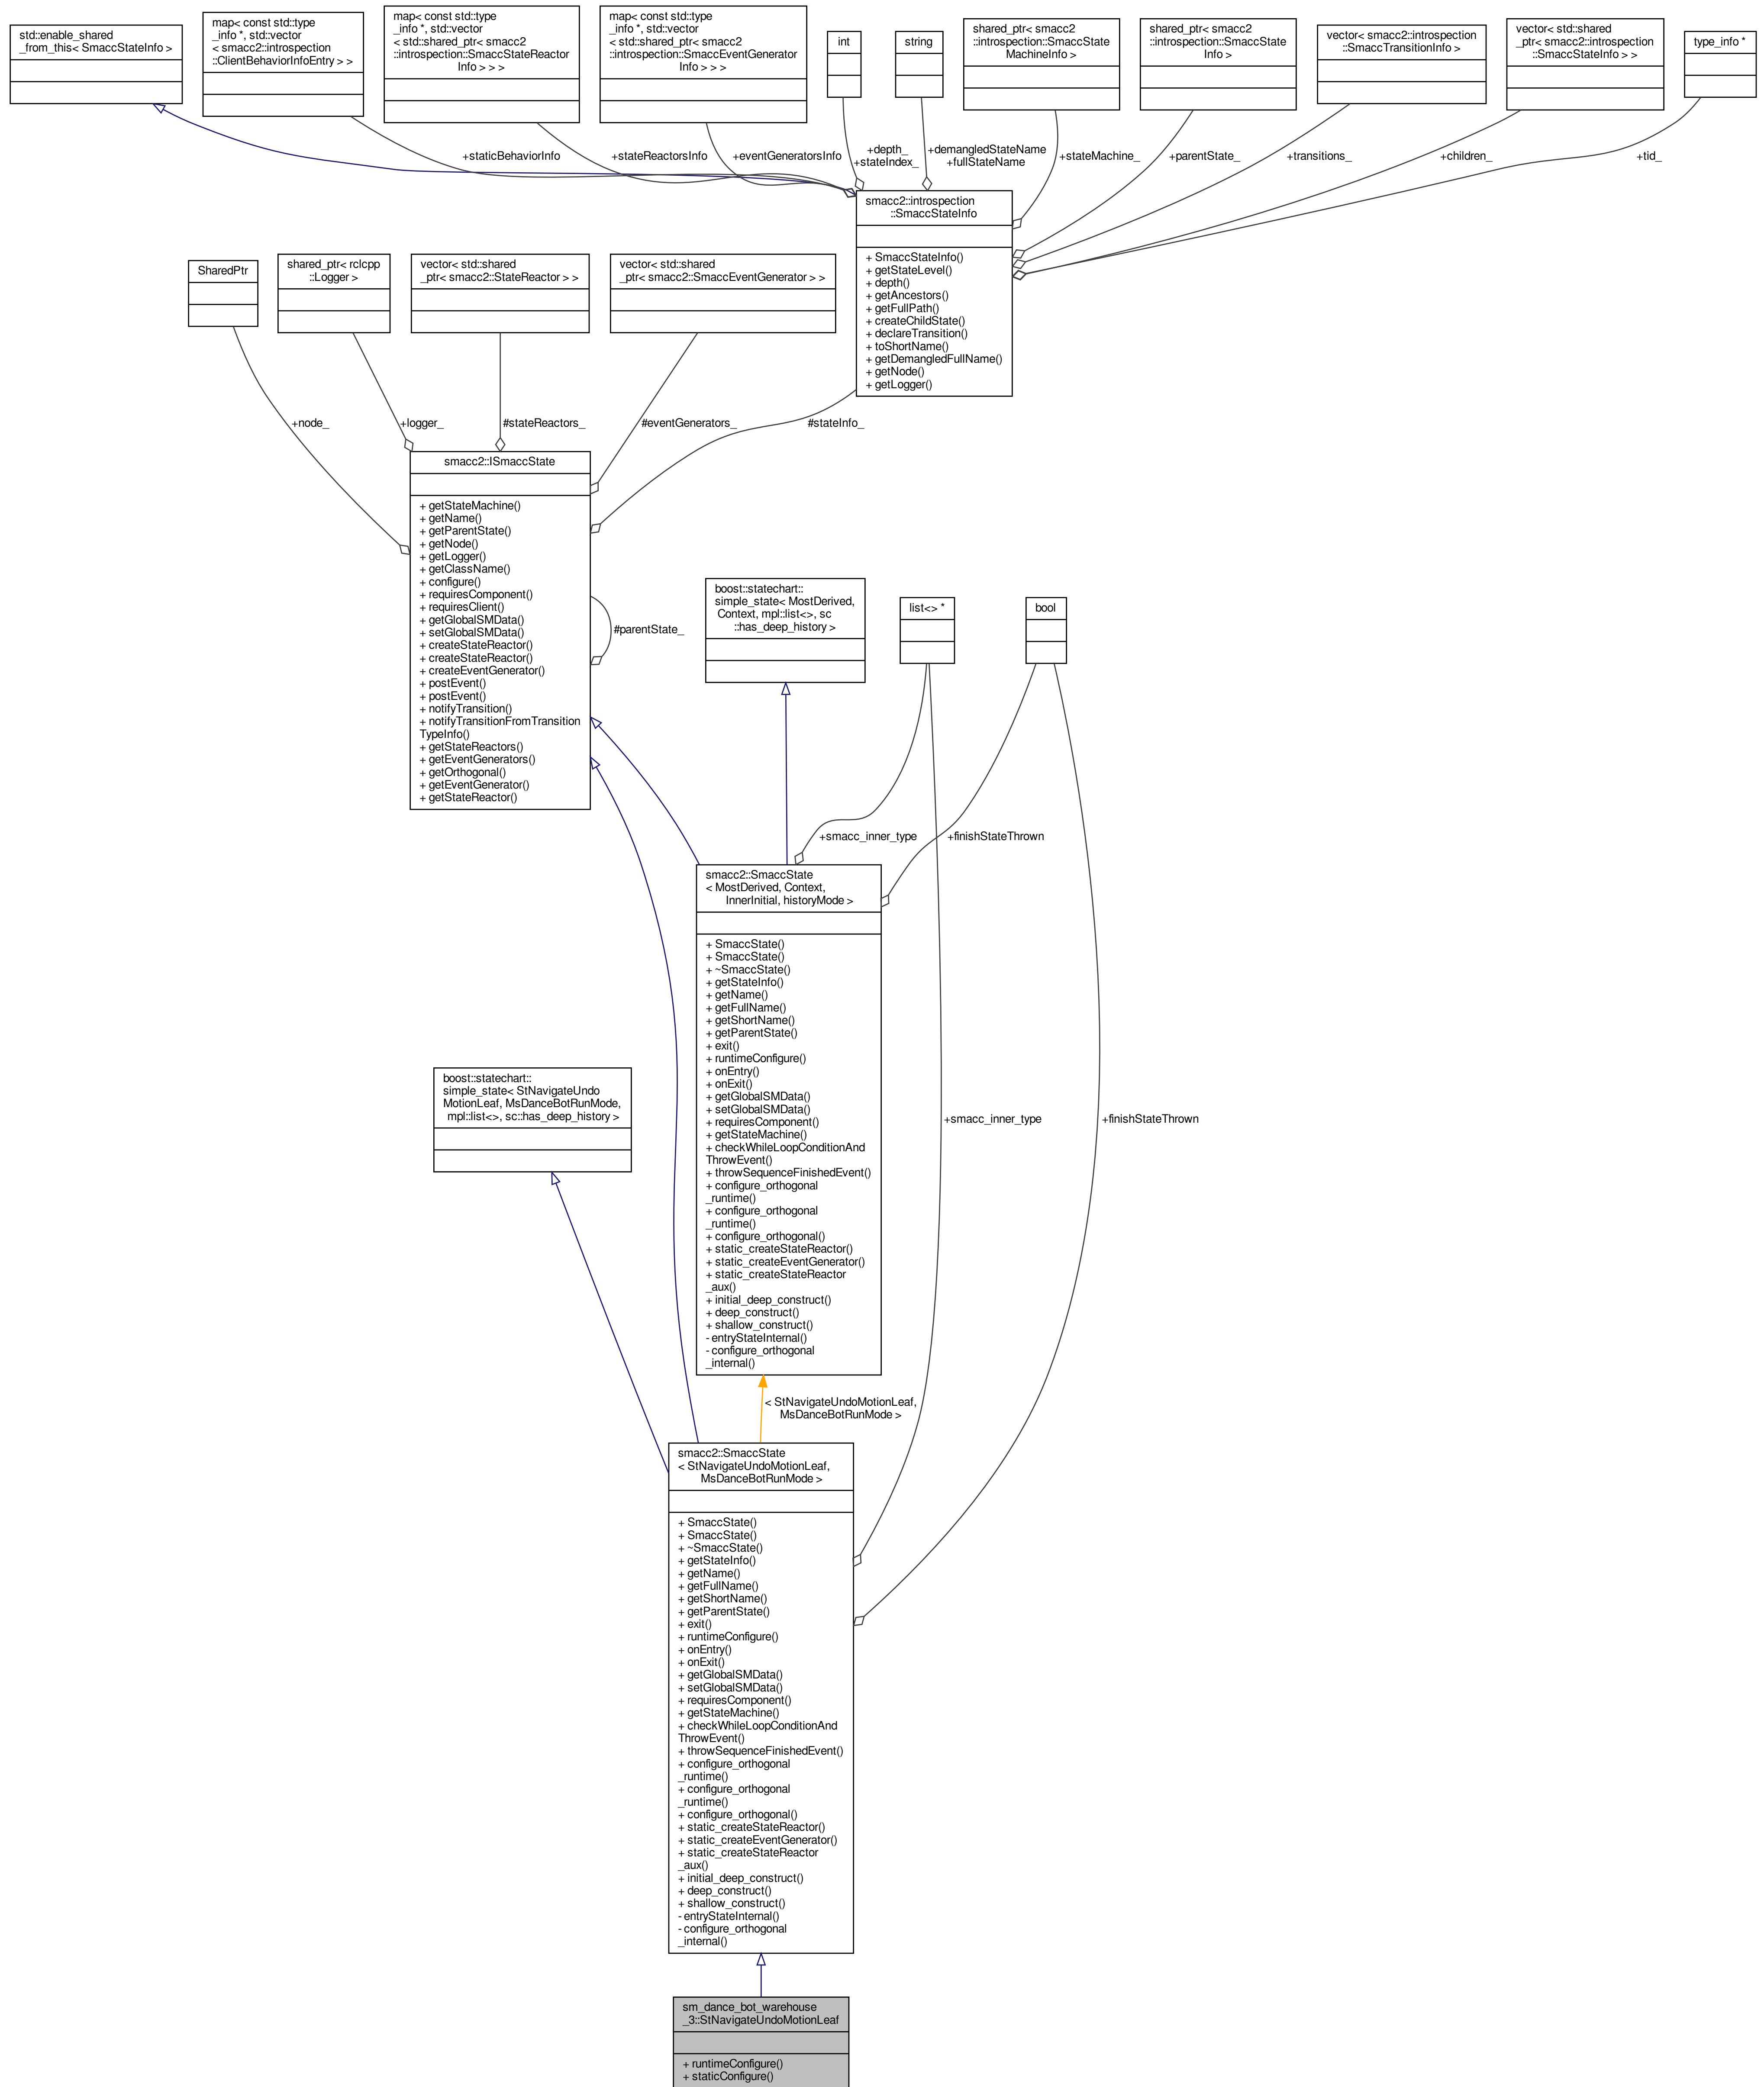 std::enable_shared
_from_this< SmaccStateInfo >
map< const std::type
_info *, std::vector
< smacc2::introspection
::ClientBehaviorInfoEntry > >
map< const std::type
_info *, std::vector
< std::shared_ptr< smacc2
::introspection::SmaccStateReactor
Info > > >
map< const std::type
_info *, std::vector
< std::shared_ptr< smacc2
::introspection::SmaccEventGenerator
Info > > >
int
string
shared_ptr< smacc2
::introspection::SmaccState
MachineInfo >
shared_ptr< smacc2
::introspection::SmaccState
Info >
vector< smacc2::introspection
::SmaccTransitionInfo >
vector< std::shared
_ptr< smacc2::introspection
::SmaccStateInfo > >
type_info *
+staticBehaviorInfo
+stateReactorsInfo
+eventGeneratorsInfo
+depth_
+stateIndex_
+demangledStateName
+fullStateName
+stateMachine_
+parentState_
+transitions_
+children_
+tid_
smacc2::introspection
::SmaccStateInfo
+ SmaccStateInfo()
+ getStateLevel()
+ depth()
+ getAncestors()
+ getFullPath()
+ createChildState()
+ declareTransition()
+ toShortName()
+ getDemangledFullName()
+ getNode()
+ getLogger()
SharedPtr
shared_ptr< rclcpp
::Logger >
vector< std::shared
_ptr< smacc2::StateReactor > >
vector< std::shared
_ptr< smacc2::SmaccEventGenerator > >
+node_
+logger_
#stateReactors_
#eventGenerators_
#stateInfo_
smacc2::ISmaccState
+ getStateMachine()
+ getName()
+ getParentState()
+ getNode()
+ getLogger()
+ getClassName()
+ configure()
+ requiresComponent()
+ requiresClient()
+ getGlobalSMData()
+ setGlobalSMData()
+ createStateReactor()
+ createStateReactor()
+ createEventGenerator()
+ postEvent()
+ postEvent()
+ notifyTransition()
+ notifyTransitionFromTransition
TypeInfo()
+ getStateReactors()
+ getEventGenerators()
+ getOrthogonal()
+ getEventGenerator()
+ getStateReactor()
#parentState_
boost::statechart::
simple_state< MostDerived,
Context, mpl::list<>, sc
::has_deep_history >
list<> *
bool
+smacc_inner_type
+finishStateThrown
smacc2::SmaccState
< MostDerived, Context,
InnerInitial, historyMode >
+ SmaccState()
+ SmaccState()
+ ~SmaccState()
+ getStateInfo()
+ getName()
+ getFullName()
+ getShortName()
+ getParentState()
+ exit()
+ runtimeConfigure()
+ onEntry()
+ onExit()
+ getGlobalSMData()
+ setGlobalSMData()
+ requiresComponent()
+ getStateMachine()
+ checkWhileLoopConditionAnd
ThrowEvent()
+ throwSequenceFinishedEvent()
+ configure_orthogonal
_runtime()
+ configure_orthogonal
_runtime()
+ configure_orthogonal()
+ static_createStateReactor()
+ static_createEventGenerator()
+ static_createStateReactor
_aux()
+ initial_deep_construct()
+ deep_construct()
+ shallow_construct()
- entryStateInternal()
- configure_orthogonal
_internal()
boost::statechart::
simple_state< StNavigateUndo
MotionLeaf, MsDanceBotRunMode,
mpl::list<>, sc::has_deep_history >
+smacc_inner_type
+finishStateThrown
< StNavigateUndoMotionLeaf,
MsDanceBotRunMode >
smacc2::SmaccState
< StNavigateUndoMotionLeaf,
MsDanceBotRunMode >
+ SmaccState()
+ SmaccState()
+ ~SmaccState()
+ getStateInfo()
+ getName()
+ getFullName()
+ getShortName()
+ getParentState()
+ exit()
+ runtimeConfigure()
+ onEntry()
+ onExit()
+ getGlobalSMData()
+ setGlobalSMData()
+ requiresComponent()
+ getStateMachine()
+ checkWhileLoopConditionAnd
ThrowEvent()
+ throwSequenceFinishedEvent()
+ configure_orthogonal
_runtime()
+ configure_orthogonal
_runtime()
+ configure_orthogonal()
+ static_createStateReactor()
+ static_createEventGenerator()
+ static_createStateReactor
_aux()
+ initial_deep_construct()
+ deep_construct()
+ shallow_construct()
- entryStateInternal()
- configure_orthogonal
_internal()
sm_dance_bot_warehouse
_3::StNavigateUndoMotionLeaf
+ runtimeConfigure()
+ staticConfigure()